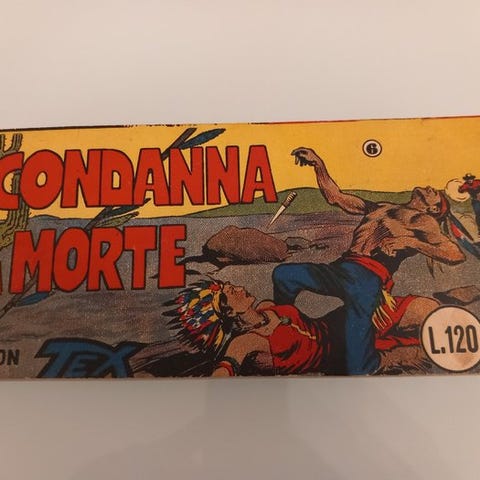 6
CONDANNA
MORTE
TEX
L.120